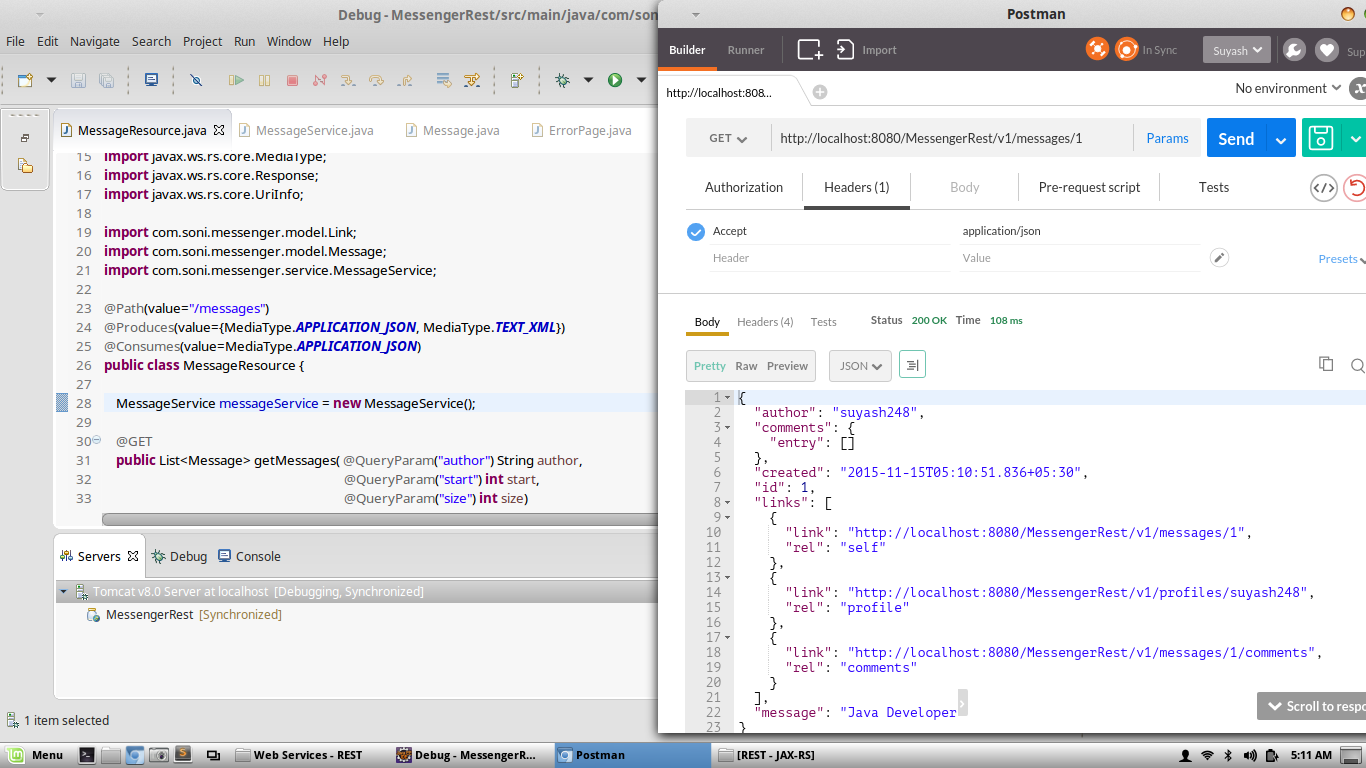 Debug - MessengerRest/src/main/java/com/son
File Edit Navigate Search Project Run Window Help
MessageResource.java MessageService.java Message.java ErrorPage.java
15 import javax.ws.rs.core.MediaType;
16 import javax.ws.rs.core.Response;
17 import javax.ws.rs.core.UriInfo;
18
19 import com.soni.messenger.model.Link;
20 import com.soni.messenger.model.Message;
21 import com.soni.messenger.service.MessageService;
22
23 @Path(value="/messages")
24 @Produces(value={MediaType.APPLICATION_JSON, MediaType.TEXT_XML})
25 @Consumes(value=MediaType.APPLICATION_JSON)
26 public class MessageResource {
27
28 MessageService messageService = new MessageService();
29
30 @GET
31 public List<Message> getMessages( @QueryParam("author") String author,
32 @QueryParam("start") int start,
33 @QueryParam("size") int size)
Servers Debug Console
Tomcat v8.0 Server at localhost [Debugging, Synchronized]
MessengerRest [Synchronized]
1 item selected
Postman
Builder Runner Import In Sync Suyash Sup
http://localhost:808... No environment
GET http://localhost:8080/MessengerRest/v1/messages/1 Params Send
Authorization Headers (1) Body Pre-request script Tests
Accept application/json
Header Value Presets
Body Headers (4) Tests Status 200 OK Time 108 ms
Pretty Raw Preview JSON
1 {
2 "author": "suyash248",
3 "comments": {
4 "entry": []
5 },
6 "created": "2015-11-15T05:10:51.836+05:30",
7 "id": 1,
8 "links": [
9 {
10 "link": "http://localhost:8080/MessengerRest/v1/messages/1",
11 "rel": "self"
12 },
13 {
14 "link": "http://localhost:8080/MessengerRest/v1/profiles/suyash248",
15 "rel": "profile"
16 },
17 {
18 "link": "http://localhost:8080/MessengerRest/v1/messages/1/comments",
19 "rel": "comments"
20 }
21 ],
22 "message": "Java Developer
23 }
Scroll to respo
Menu Web Services - REST Debug - MessengerR... Postman [REST - JAX-RS] 5:11 AM